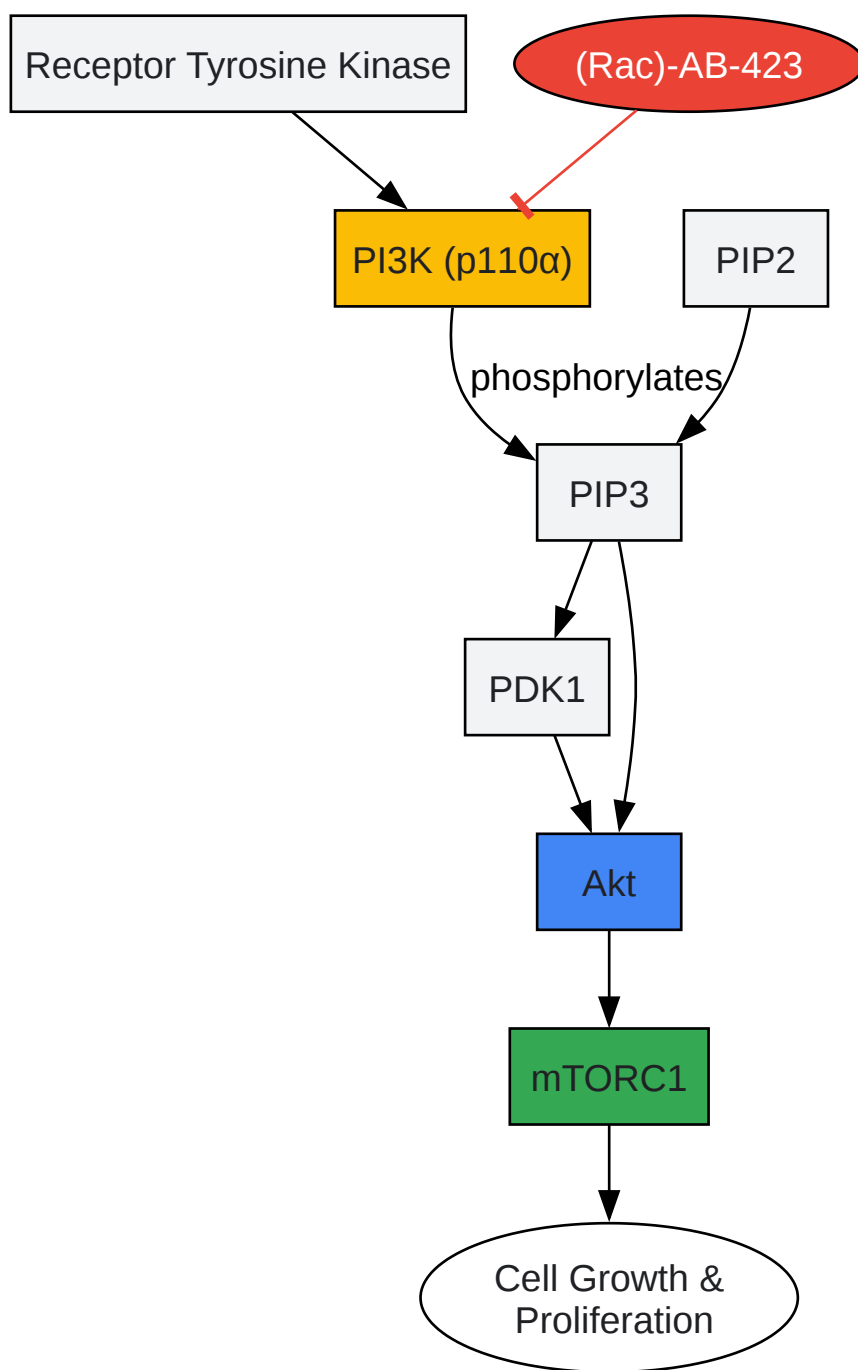 Receptor Tyrosine Kinase
(Rac)-AB-423
PI3K (p110α)
PIP2
phosphorylates
PIP3
PDK1
Akt
mTORC1
Cell Growth &
Proliferation